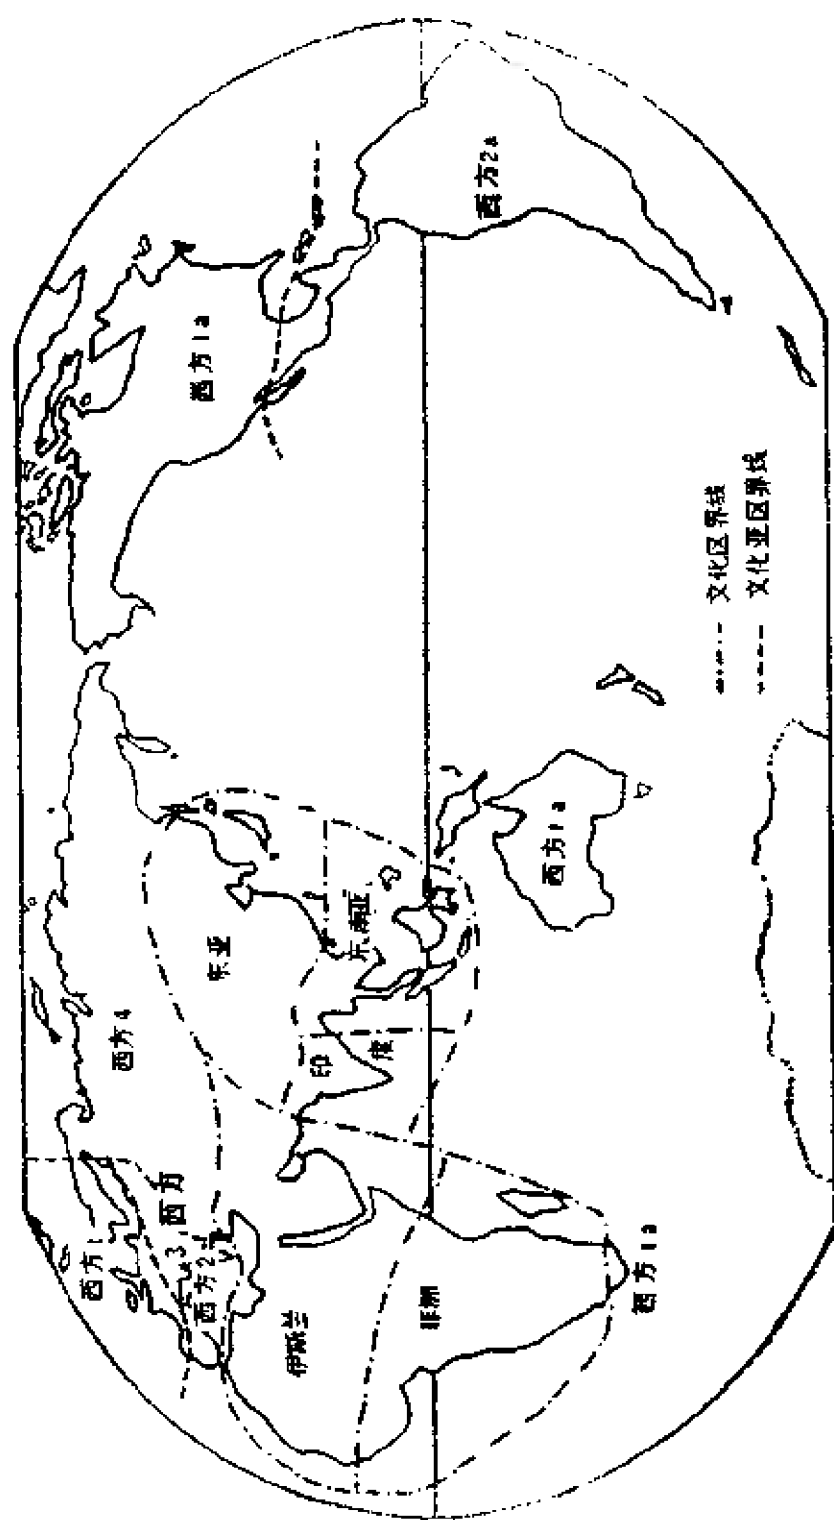 西方1a
西方2a
西方4
西方1
西方
3
西方2
东亚
东南亚
印度
伊斯兰
非洲
西方1a
西方1a
文化区界线
文化亚区界线